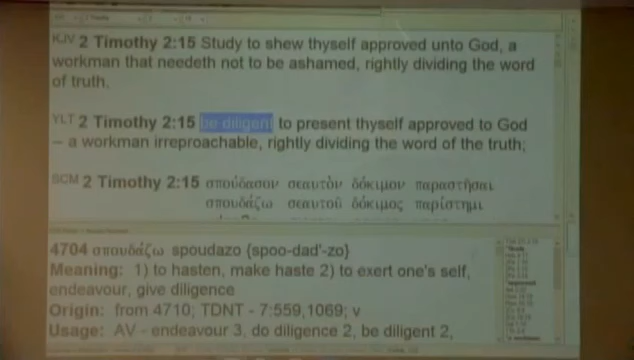 KJV 2 Timothy 2:15 Study to shew thyself approved unto God, a
workman that needeth not to be ashamed, rightly dividing the word
of truth.
YLT 2 Timothy 2:15 be diligent to present thyself approved to God
– a workman irreproachable, rightly dividing the word of the truth;
SCM 2 Timothy 2:15 σπούδασον σεαυτὸν δόκιμον παραστῆσαι
σπουδάζω σεαυτοῦ δόκιμος παρίστημι
4704 σπουδάζω spoudazo {spoo-dad'-zo}
Meaning: 1) to hasten, make haste 2) to exert one's self,
endeavour, give diligence
Origin: from 4710; TDNT - 7:559,1069; v
Usage: AV - endeavour 3, do diligence 2, be diligent 2,